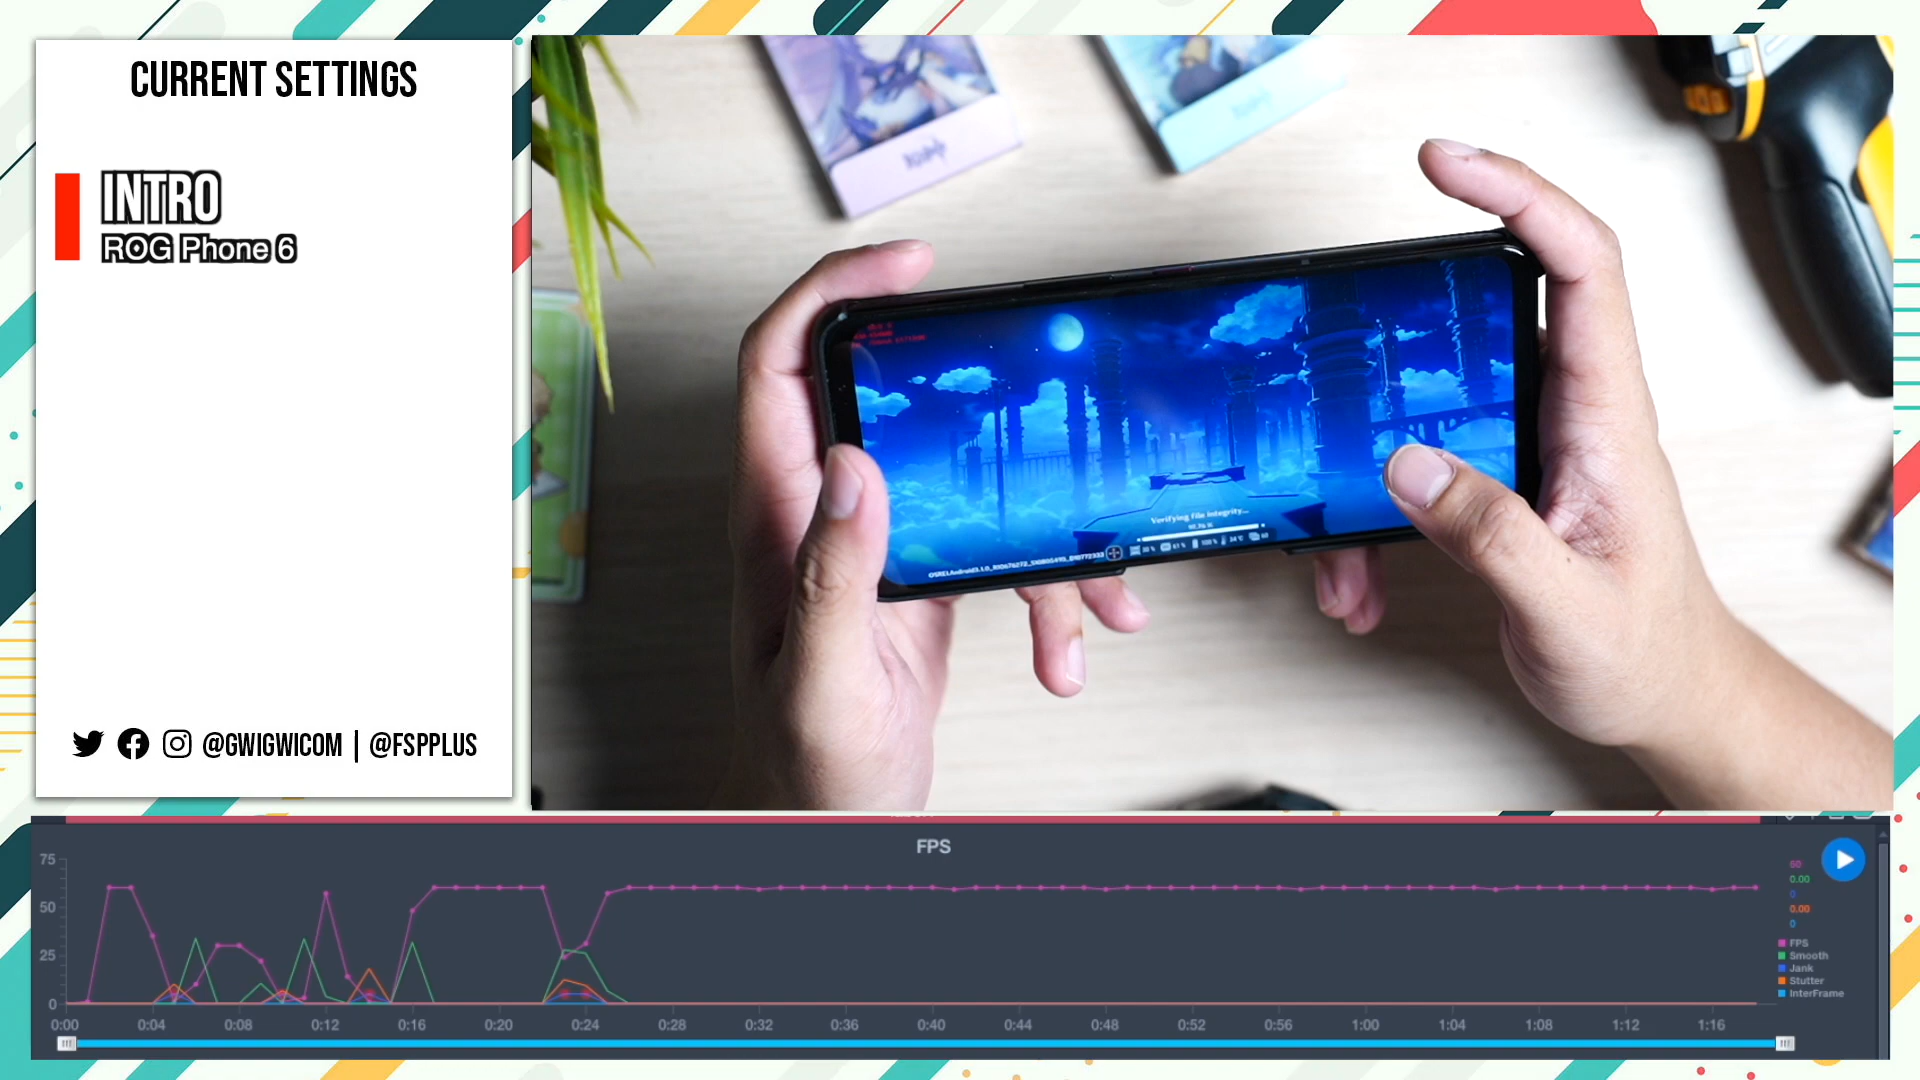 CURRENT SETTINGS
INTRO
ROG Phone 6
@GWIGWICOM | @FSPPLUS
Verifying file integrity...
FPS
75
50
25
0
0:00
0:04
0:08
0:12
0:16
0:20
0:24
0:28
0:32
0:36
0:40
0:44
0:48
0:52
0:56
1:00
1:04
1:08
1:12
1:16
60
0.00
0
0.00
0
FPS
Smooth
Jank
Stutter
InterFrame